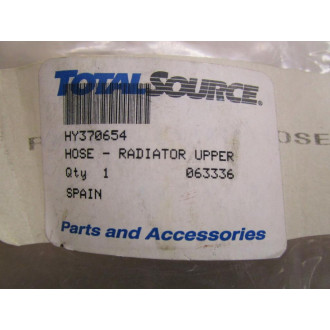 TOTALSOURCE®
HY370654
HOSE - RADIATOR UPPER
Qty 1 063336
SPAIN
Parts and Accessories